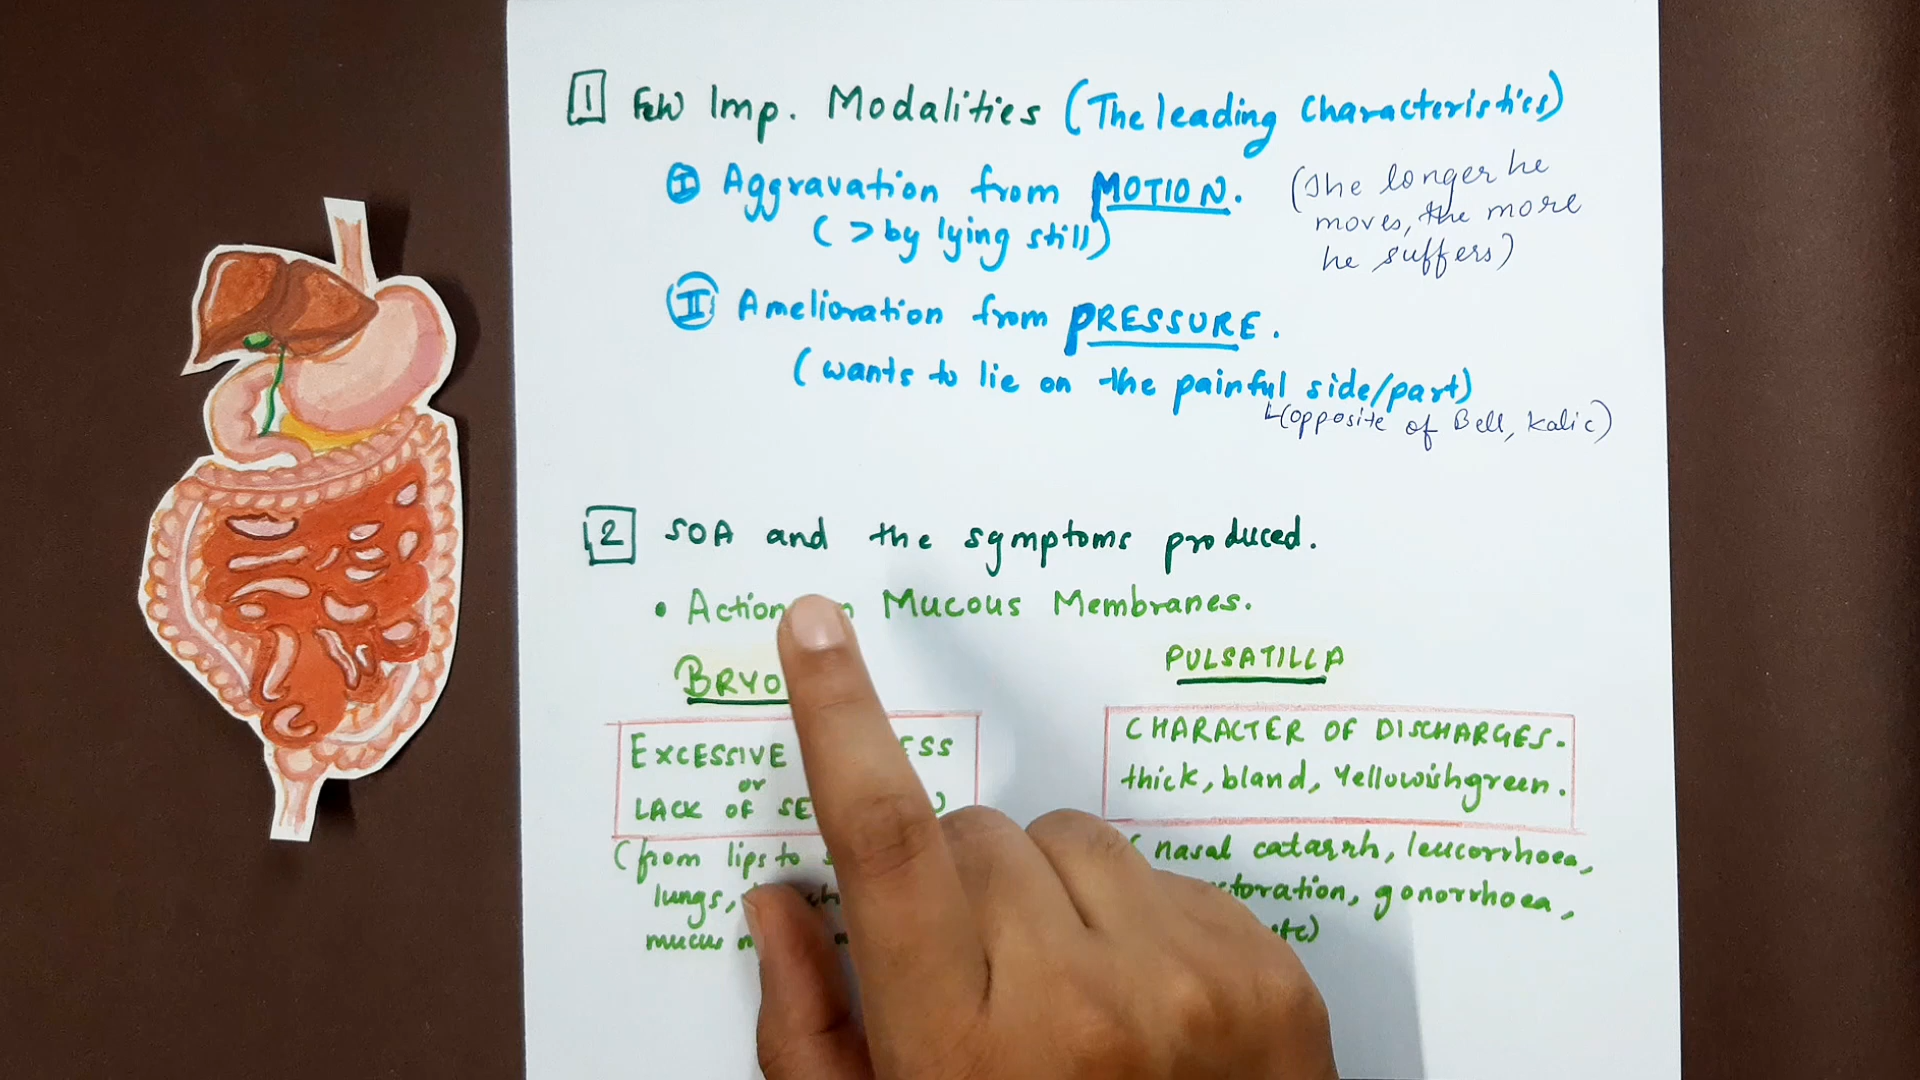 1 Few Imp. Modalities (The leading Characteristics)
I Aggravation from MOTION.
(> by lying still)
(The longer he
moves, the more
he suffers)
II Amelioration from PRESSURE.
(wants to lie on the painful side/part)
(opposite of Bell, Kalic)
2 SOA and the symptoms produced.
• Action Mucous Membranes.
BRYO
PULSATILLA
EXCESSIVE
or
LACK OF
CHARACTER OF DISCHARGES.
thick, bland, Yellowishgreen.
(from lips to
lungs,
mucus
(nasal catarrh, leucorrhoea,
gonorrhoea,
etc)